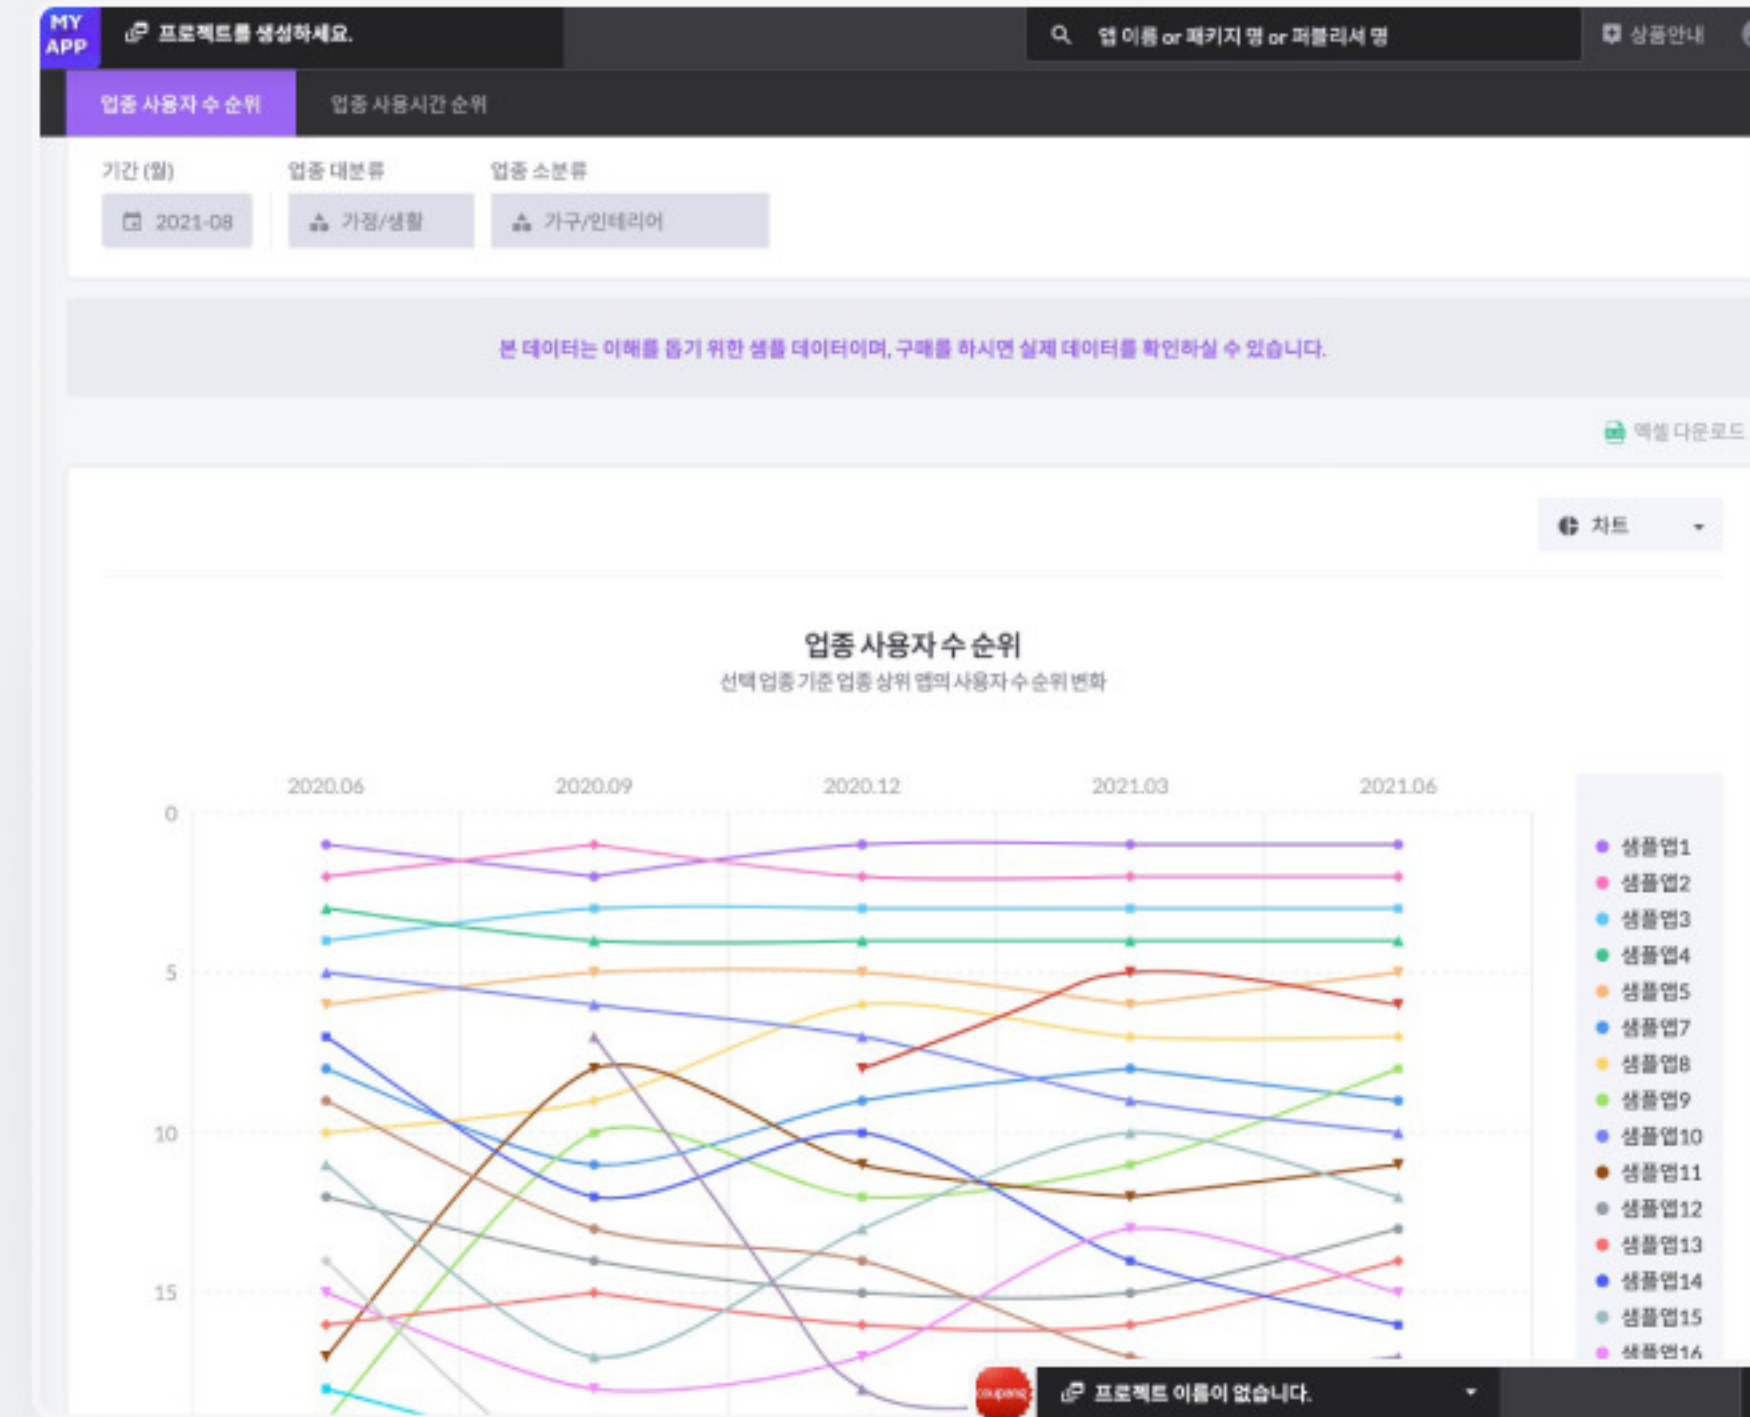 MY
APP
프로젝트를 생성하세요.
앱 이름 or 패키지 명 or 퍼블리셔 명
상품안내
업종 사용자 수 순위
업종 사용시간 순위
기간 (월)
업종 대분류
업종 소분류
2021-08
가정/생활
가구/인테리어
본 데이터는 이해를 돕기 위한 샘플 데이터이며, 구매를 하시면 실제 데이터를 확인하실 수 있습니다.
엑셀 다운로드
차트
업종 사용자 수 순위
선택 업종 기준 업종 상위 앱의 사용자 수 순위 변화
2020.06
2020.09
2020.12
2021.03
2021.06
0
5
10
15
샘플앱1
샘플앱2
샘플앱3
샘플앱4
샘플앱5
샘플앱7
샘플앱8
샘플앱9
샘플앱10
샘플앱11
샘플앱12
샘플앱13
샘플앱14
샘플앱15
샘플앱16
coupang
프로젝트 이름이 없습니다.